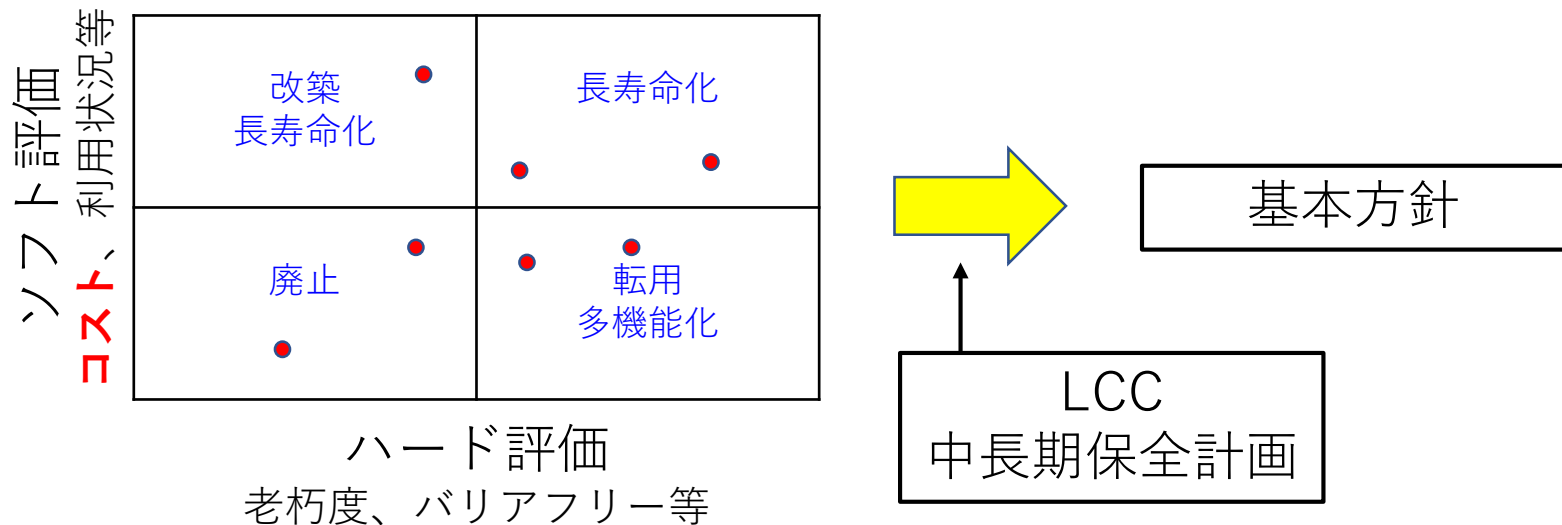 ソフト評価
コスト、利用状況等
改築
長寿命化
長寿命化
廃止
転用
多機能化
ハード評価
老朽度、バリアフリー等
基本方針
LCC
中長期保全計画